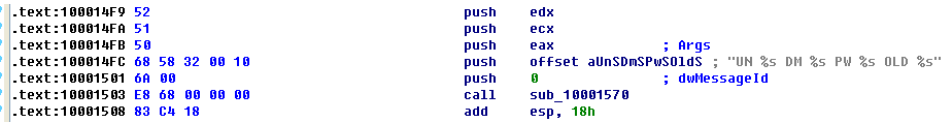 .text:100014F9 52 push edx
.text:100014FA 51 push ecx
.text:100014FB 50 push eax ; Args
.text:100014FC 68 58 32 00 10 push offset aUnSDmSPwSOldS ; "UN %s DM %s PW %s OLD %s"
.text:10001501 6A 00 push 0 ; dwMessageId
.text:10001503 E8 68 00 00 00 call sub_10001570
.text:10001508 83 C4 18 add esp, 18h